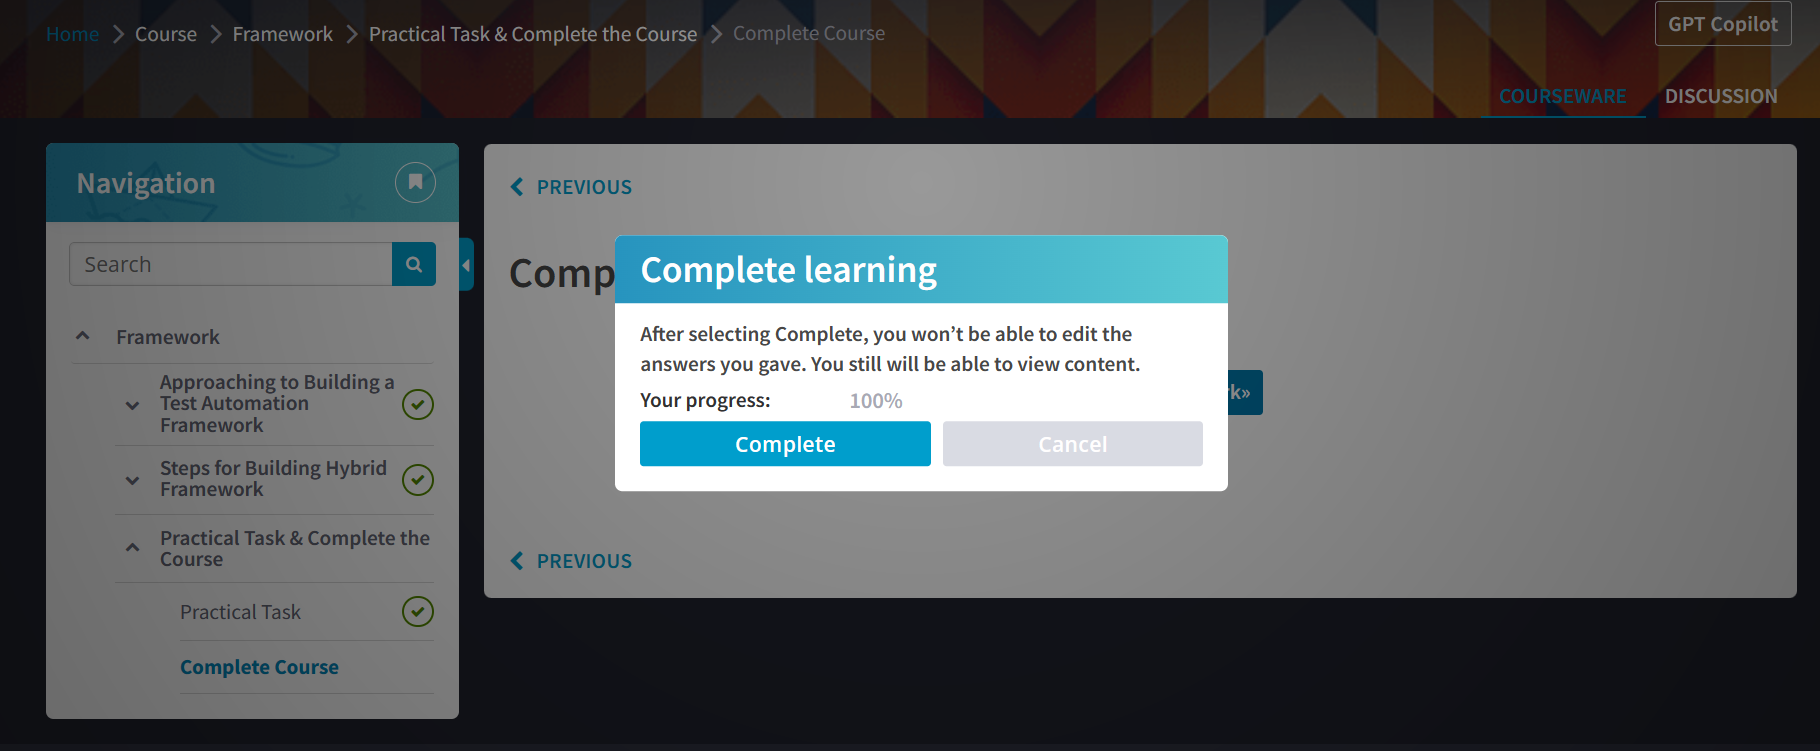 Home Course Framework Practical Task & Complete the Course Complete Course
GPT Copilot
COURSEWARE DISCUSSION
Navigation
Search
Framework
Approaching to Building a
Test Automation
Framework
Steps for Building Hybrid
Framework
Practical Task & Complete the
Course
Practical Task
Complete Course
PREVIOUS
Comp
Complete learning
After selecting Complete, you won’t be able to edit the
answers you gave. You still will be able to view content.
Your progress: 100%
Complete Cancel
k»
PREVIOUS